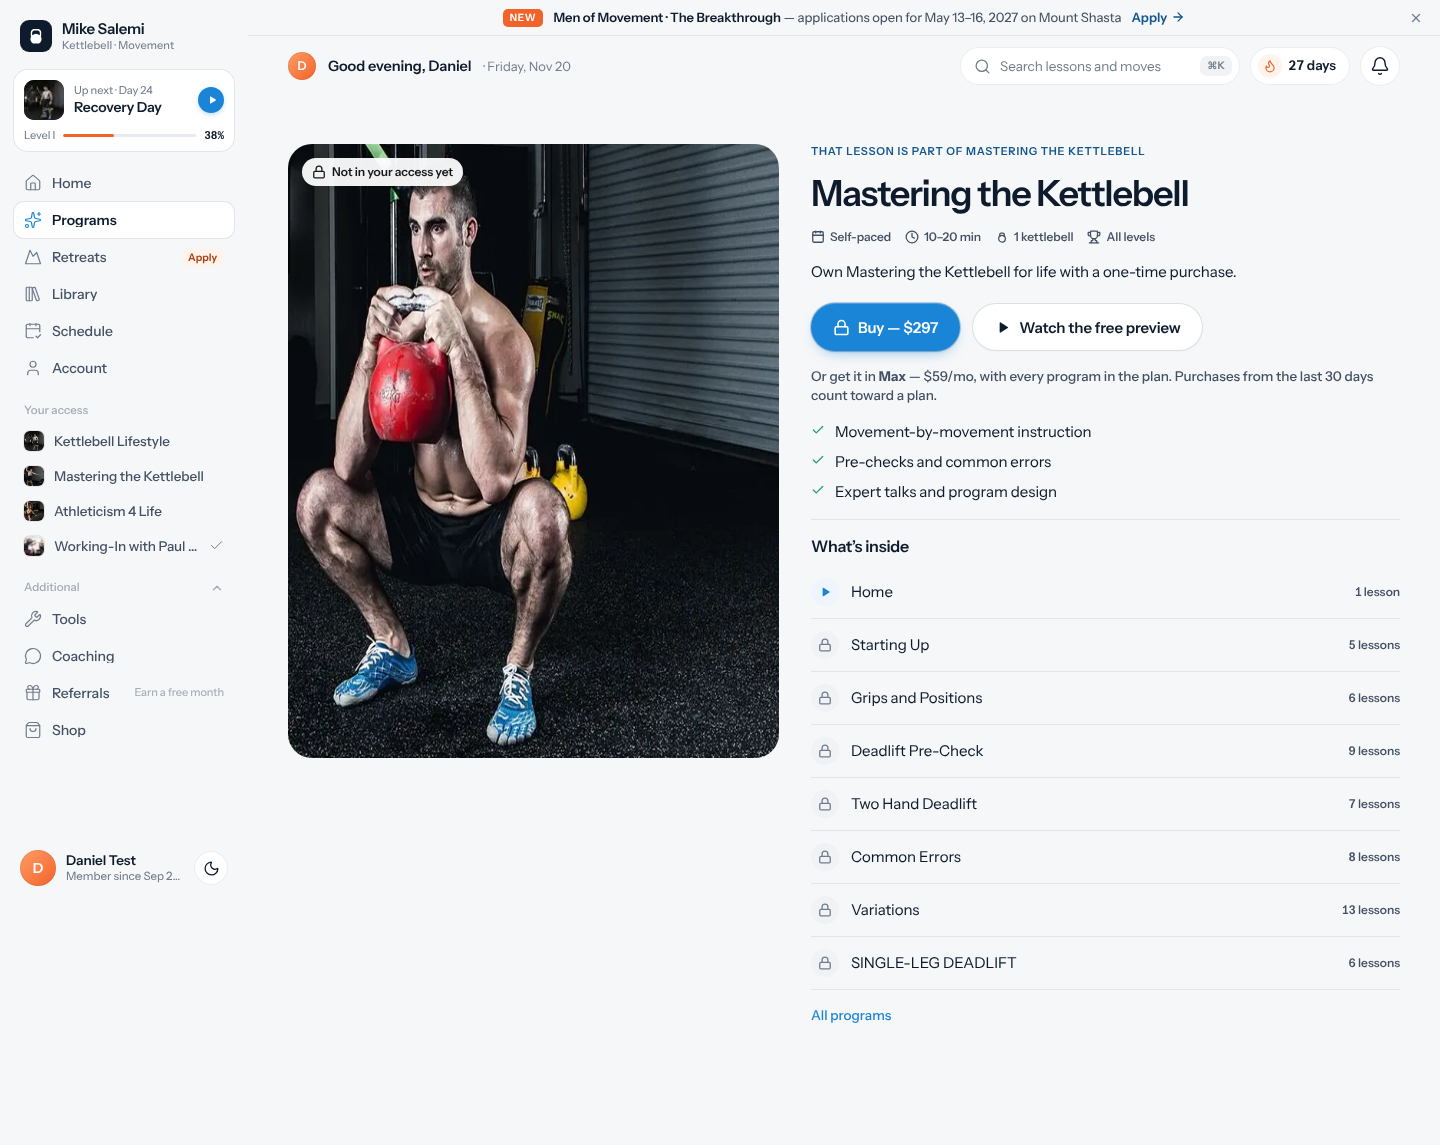 Mike Salemi
Kettlebell · Movement
Up next · Day 24
Recovery Day
Level I
38%
Home
Programs
Retreats
Apply
Library
Schedule
Account
Your access
Kettlebell Lifestyle
Mastering the Kettlebell
Athleticism 4 Life
Working-In with Paul ...
Additional
Tools
Coaching
Referrals
Earn a free month
Shop
D
Daniel Test
Member since Sep 2...
NEW Men of Movement · The Breakthrough — applications open for May 13–16, 2027 on Mount Shasta Apply →
D Good evening, Daniel · Friday, Nov 20
Search lessons and moves ⌘K
27 days
Not in your access yet
THAT LESSON IS PART OF MASTERING THE KETTLEBELL
Mastering the Kettlebell
Self-paced 10–20 min 1 kettlebell All levels
Own Mastering the Kettlebell for life with a one-time purchase.
Buy — $297
Watch the free preview
Or get it in Max — $59/mo, with every program in the plan. Purchases from the last 30 days
count toward a plan.
Movement-by-movement instruction
Pre-checks and common errors
Expert talks and program design
What's inside
Home 1 lesson
Starting Up 5 lessons
Grips and Positions 6 lessons
Deadlift Pre-Check 9 lessons
Two Hand Deadlift 7 lessons
Common Errors 8 lessons
Variations 13 lessons
SINGLE-LEG DEADLIFT 6 lessons
All programs